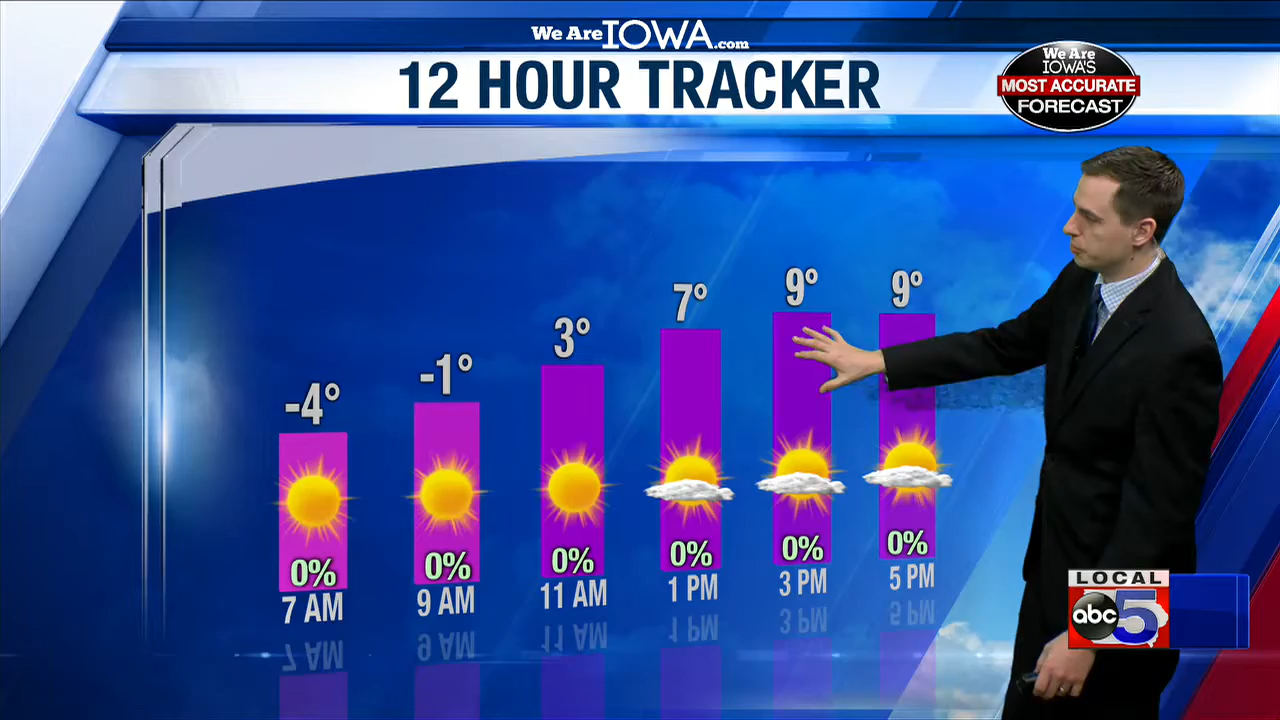 We Are IOWA.com
12 HOUR TRACKER
We Are
IOWA'S
MOST ACCURATE
FORECAST
-4° -1° 3° 7° 9° 9°
0% 0% 0% 0% 0% 0%
7 AM 9 AM 11 AM 1 PM 3 PM 5 PM
LOCAL
abc 5